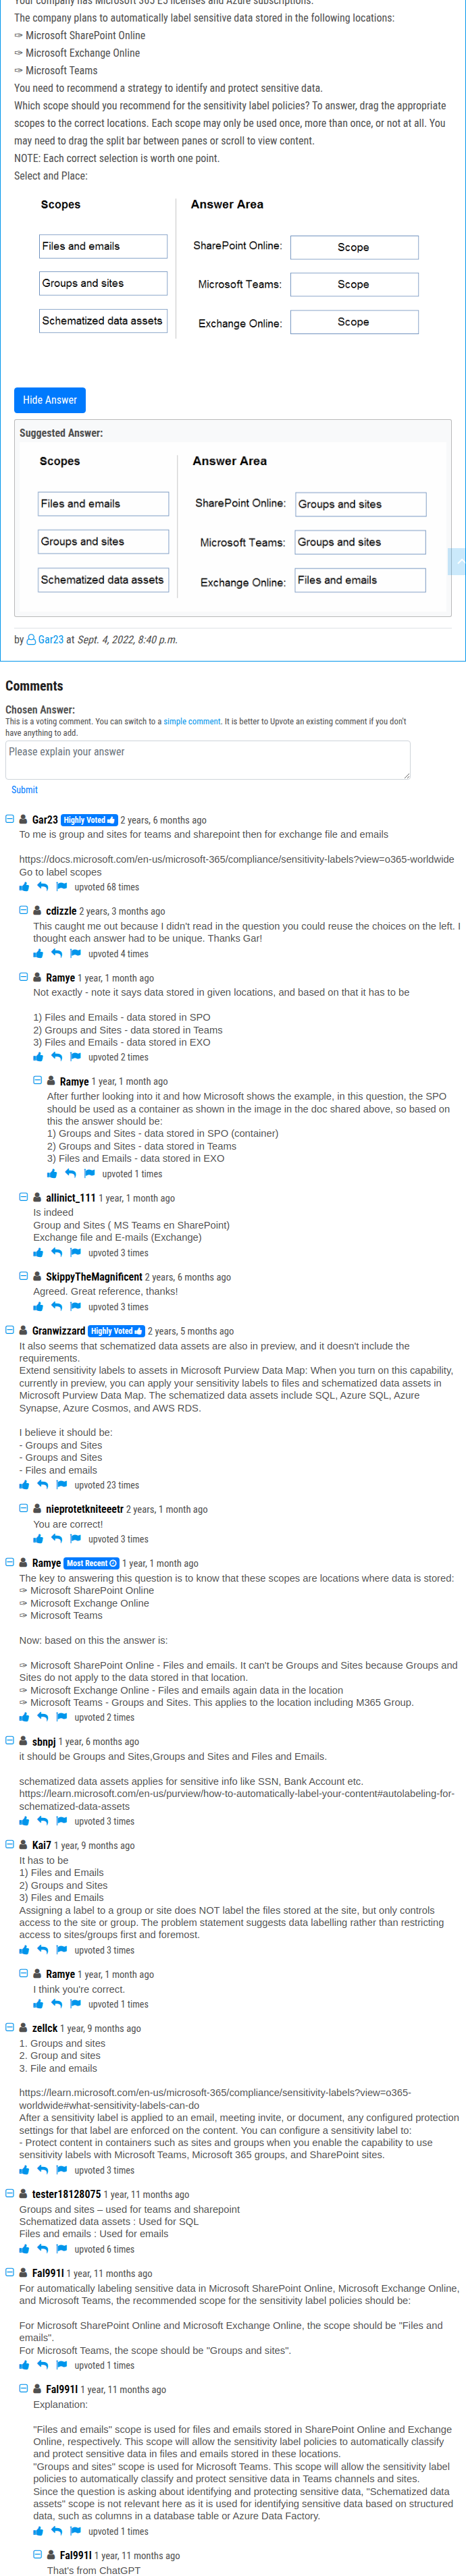 Your company has Microsoft 365 E5 licenses and Azure subscriptions.
The company plans to automatically label sensitive data stored in the following locations:
✑ Microsoft SharePoint Online
✑ Microsoft Exchange Online
✑ Microsoft Teams
You need to recommend a strategy to identify and protect sensitive data.
Which scope should you recommend for the sensitivity label policies? To answer, drag the appropriate
scopes to the correct locations. Each scope may only be used once, more than once, or not at all. You
may need to drag the split bar between panes or scroll to view content.
NOTE: Each correct selection is worth one point.
Select and Place:
Scopes
Answer Area
Files and emails
SharePoint Online:
Scope
Groups and sites
Microsoft Teams:
Scope
Schematized data assets
Exchange Online:
Scope
Hide Answer
Suggested Answer:
Scopes
Answer Area
Files and emails
SharePoint Online:
Groups and sites
Groups and sites
Microsoft Teams:
Groups and sites
Schematized data assets
Exchange Online:
Files and emails
by Gar23 at Sept. 4, 2022, 8:40 p.m.
Comments
Chosen Answer:
This is a voting comment. You can switch to a simple comment. It is better to Upvote an existing comment if you don't
have anything to add.
Please explain your answer
Submit
Gar23 Highly Voted 2 years, 6 months ago
To me is group and sites for teams and sharepoint then for exchange file and emails
https://docs.microsoft.com/en-us/microsoft-365/compliance/sensitivity-labels?view=o365-worldwide
Go to label scopes
upvoted 68 times
cdizzle 2 years, 3 months ago
This caught me out because I didn't read in the question you could reuse the choices on the left. I
thought each answer had to be unique. Thanks Gar!
upvoted 4 times
Ramye 1 year, 1 month ago
Not exactly - note it says data stored in given locations, and based on that it has to be
1) Files and Emails - data stored in SPO
2) Groups and Sites - data stored in Teams
3) Files and Emails - data stored in EXO
upvoted 2 times
Ramye 1 year, 1 month ago
After further looking into it and how Microsoft shows the example, in this question, the SPO
should be used as a container as shown in the image in the doc shared above, so based on
this the answer should be:
1) Groups and Sites - data stored in SPO (container)
2) Groups and Sites - data stored in Teams
3) Files and Emails - data stored in EXO
upvoted 1 times
allinict_111 1 year, 1 month ago
Is indeed
Group and Sites ( MS Teams en SharePoint)
Exchange file and E-mails (Exchange)
upvoted 3 times
SkippyTheMagnificent 2 years, 6 months ago
Agreed. Great reference, thanks!
upvoted 3 times
Granwizzard Highly Voted 2 years, 5 months ago
It also seems that schematized data assets are also in preview, and it doesn't include the
requirements.
Extend sensitivity labels to assets in Microsoft Purview Data Map: When you turn on this capability,
currently in preview, you can apply your sensitivity labels to files and schematized data assets in
Microsoft Purview Data Map. The schematized data assets include SQL, Azure SQL, Azure
Synapse, Azure Cosmos, and AWS RDS.
I believe it should be:
- Groups and Sites
- Groups and Sites
- Files and emails
upvoted 23 times
nieprotetkniteeetr 2 years, 1 month ago
You are correct!
upvoted 3 times
Ramye Most Recent 1 year, 1 month ago
The key to answering this question is to know that these scopes are locations where data is stored:
✑ Microsoft SharePoint Online
✑ Microsoft Exchange Online
✑ Microsoft Teams
Now: based on this the answer is:
✑ Microsoft SharePoint Online - Files and emails. It can't be Groups and Sites because Groups and
Sites do not apply to the data stored in that location.
✑ Microsoft Exchange Online - Files and emails again data in the location
✑ Microsoft Teams - Groups and Sites. This applies to the location including M365 Group.
upvoted 2 times
sbnpj 1 year, 6 months ago
it should be Groups and Sites,Groups and Sites and Files and Emails.
schematized data assets applies for sensitive info like SSN, Bank Account etc.
https://learn.microsoft.com/en-us/purview/how-to-automatically-label-your-content#autolabeling-for-
schematized-data-assets
upvoted 3 times
Kai7 1 year, 9 months ago
It has to be
1) Files and Emails
2) Groups and Sites
3) Files and Emails
Assigning a label to a group or site does NOT label the files stored at the site, but only controls
access to the site or group. The problem statement suggests data labelling rather than restricting
access to sites/groups first and foremost.
upvoted 3 times
Ramye 1 year, 1 month ago
I think you're correct.
upvoted 1 times
zellck 1 year, 9 months ago
1. Groups and sites
2. Group and sites
3. File and emails
https://learn.microsoft.com/en-us/microsoft-365/compliance/sensitivity-labels?view=o365-
worldwide#what-sensitivity-labels-can-do
After a sensitivity label is applied to an email, meeting invite, or document, any configured protection
settings for that label are enforced on the content. You can configure a sensitivity label to:
- Protect content in containers such as sites and groups when you enable the capability to use
sensitivity labels with Microsoft Teams, Microsoft 365 groups, and SharePoint sites.
upvoted 3 times
tester18128075 1 year, 11 months ago
Groups and sites – used for teams and sharepoint
Schematized data assets : Used for SQL
Files and emails : Used for emails
upvoted 6 times
Fal991l 1 year, 11 months ago
For automatically labeling sensitive data in Microsoft SharePoint Online, Microsoft Exchange Online,
and Microsoft Teams, the recommended scope for the sensitivity label policies should be:
For Microsoft SharePoint Online and Microsoft Exchange Online, the scope should be "Files and
emails".
For Microsoft Teams, the scope should be "Groups and sites".
upvoted 1 times
Fal991l 1 year, 11 months ago
Explanation:
"Files and emails" scope is used for files and emails stored in SharePoint Online and Exchange
Online, respectively. This scope will allow the sensitivity label policies to automatically classify
and protect sensitive data in files and emails stored in these locations.
"Groups and sites" scope is used for Microsoft Teams. This scope will allow the sensitivity label
policies to automatically classify and protect sensitive data in Teams channels and sites.
Since the question is asking about identifying and protecting sensitive data, "Schematized data
assets" scope is not relevant here as it is used for identifying sensitive data based on structured
data, such as columns in a database table or Azure Data Factory.
upvoted 1 times
Fal991l 1 year, 11 months ago
That's from ChatGPT